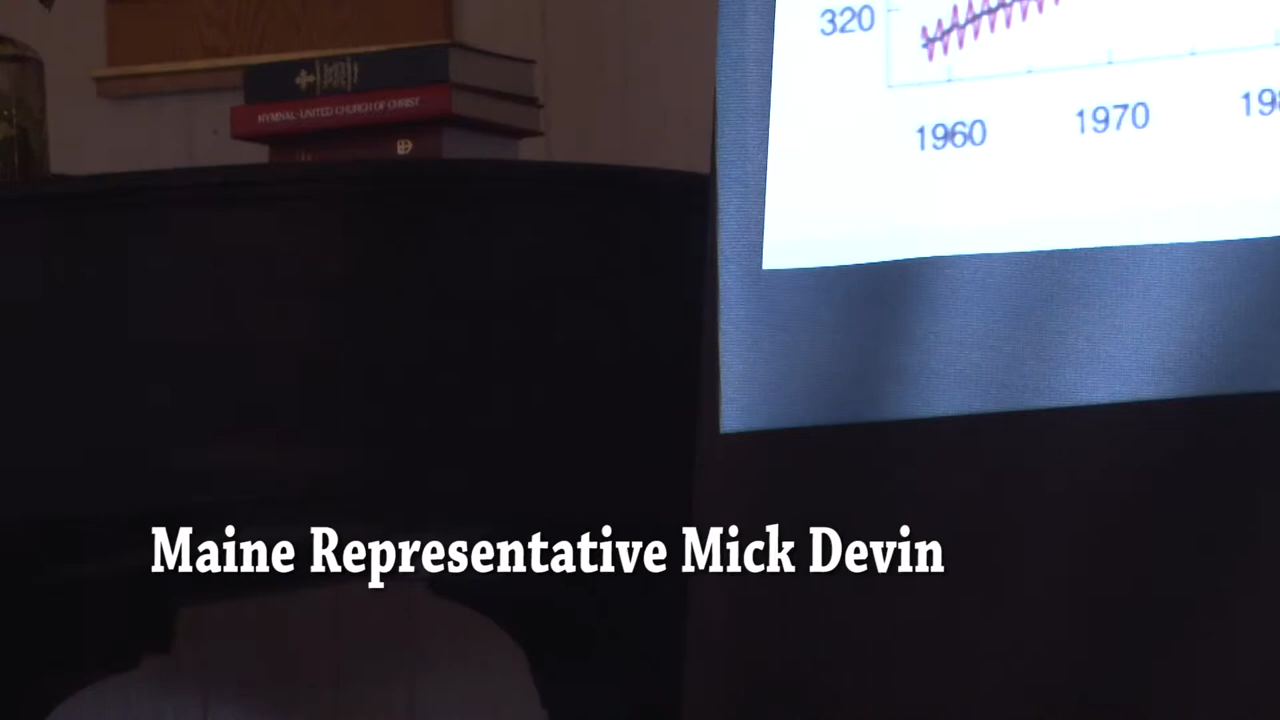 320
HYMNAL·UNITED CHURCH OF CHRIST
1960
1970
Maine Representative Mick Devin